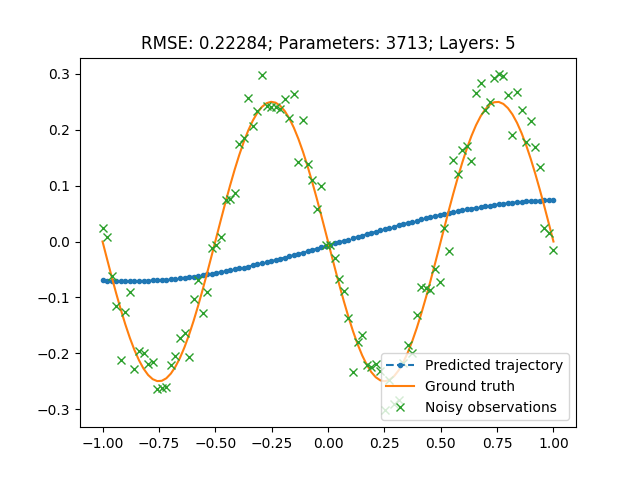 RMSE: 0.22284; Parameters: 3713; Layers: 5
0.3
0.2
0.1
0.0
−0.1
−0.2
−0.3
Predicted trajectory
Ground truth
Noisy observations
−1.00 −0.75 −0.50 −0.25 0.00 0.25 0.50 0.75 1.00